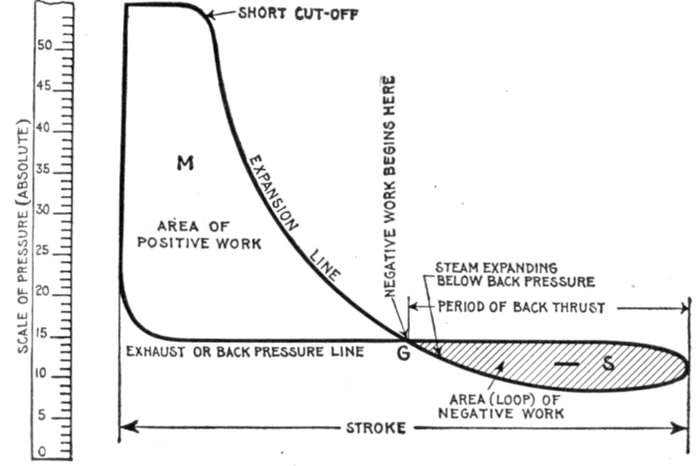 SHORT CUT-OFF
50
45
40
35
30
25
20
15
10
5
0
SCALE OF PRESSURE (ABSOLUTE)
M
AREA OF
POSITIVE WORK
EXPANSION
LINE
NEGATIVE WORK BEGINS HERE
STEAM EXPANDING
BELOW BACK PRESSURE
PERIOD OF BACK THRUST
EXHAUST OR BACK PRESSURE LINE
G
— S
AREA (LOOP) OF
NEGATIVE WORK
STROKE